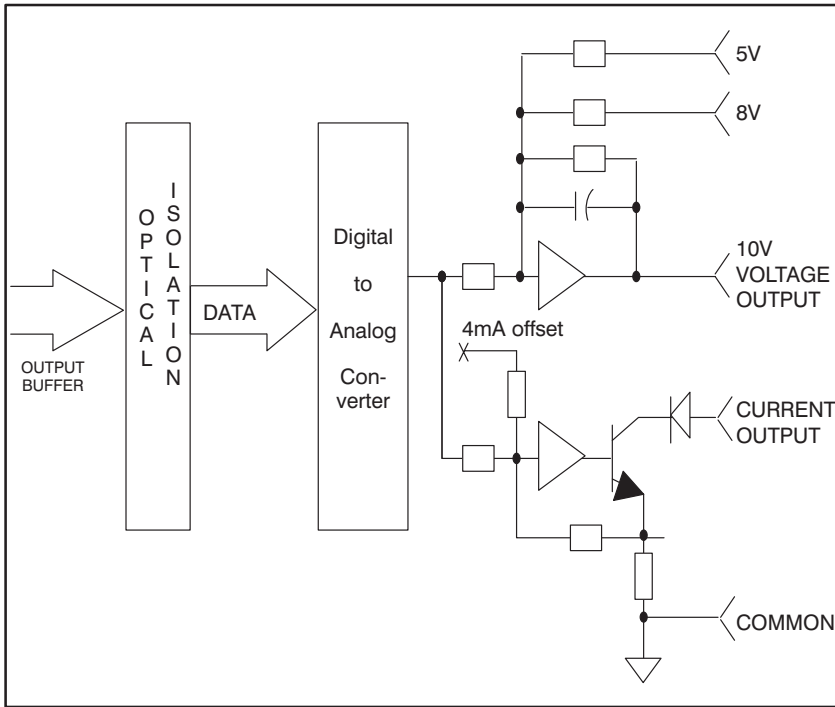 OUTPUT
BUFFER
OPTICAL
ISOLATION
DATA
Digital
to
Analog
Con-
verter
5V
8V
10V
VOLTAGE
OUTPUT
4mA offset
CURRENT
OUTPUT
COMMON